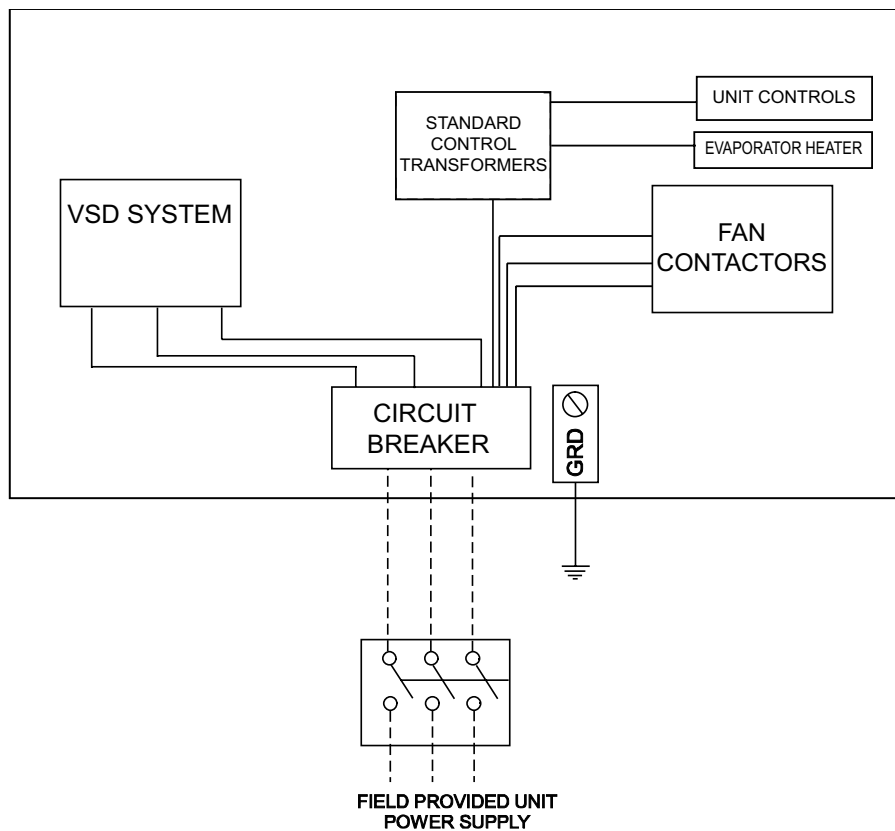 UNIT CONTROLS
STANDARD
CONTROL
TRANSFORMERS
EVAPORATOR HEATER
VSD SYSTEM
FAN
CONTACTORS
CIRCUIT
BREAKER
GRD
FIELD PROVIDED UNIT
POWER SUPPLY